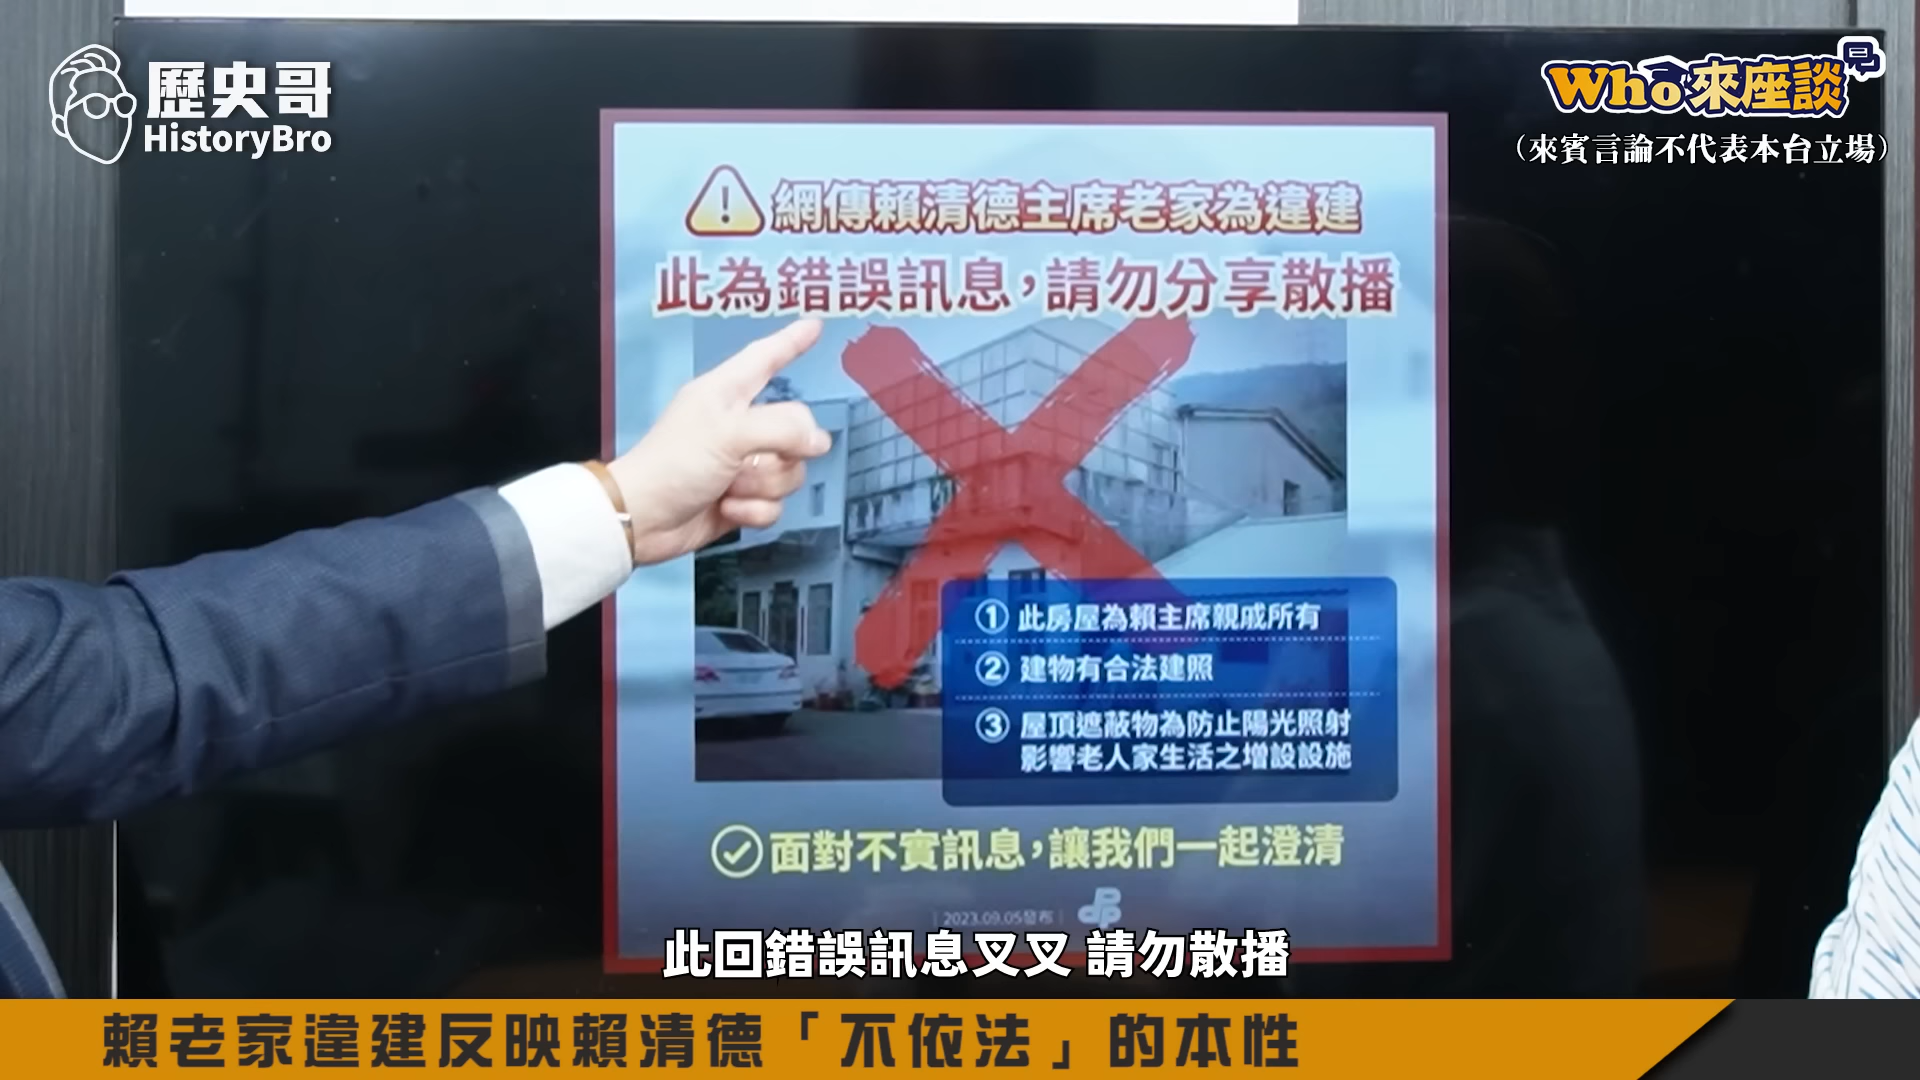 歷史哥
HistoryBro
Who來座談
（來賓言論不代表本台立場）
網傳賴清德主席老家為違建
此為錯誤訊息，請勿分享散播
① 此房屋為賴主席親戚所有
② 建物有合法建照
③ 屋頂遮蔽物為防止陽光照射
影響老人家生活之增設設施
面對不實訊息，讓我們一起澄清
2023.09.05發布
此回錯誤訊息叉叉 請勿散播
賴老家違建反映賴清德「不依法」的本性